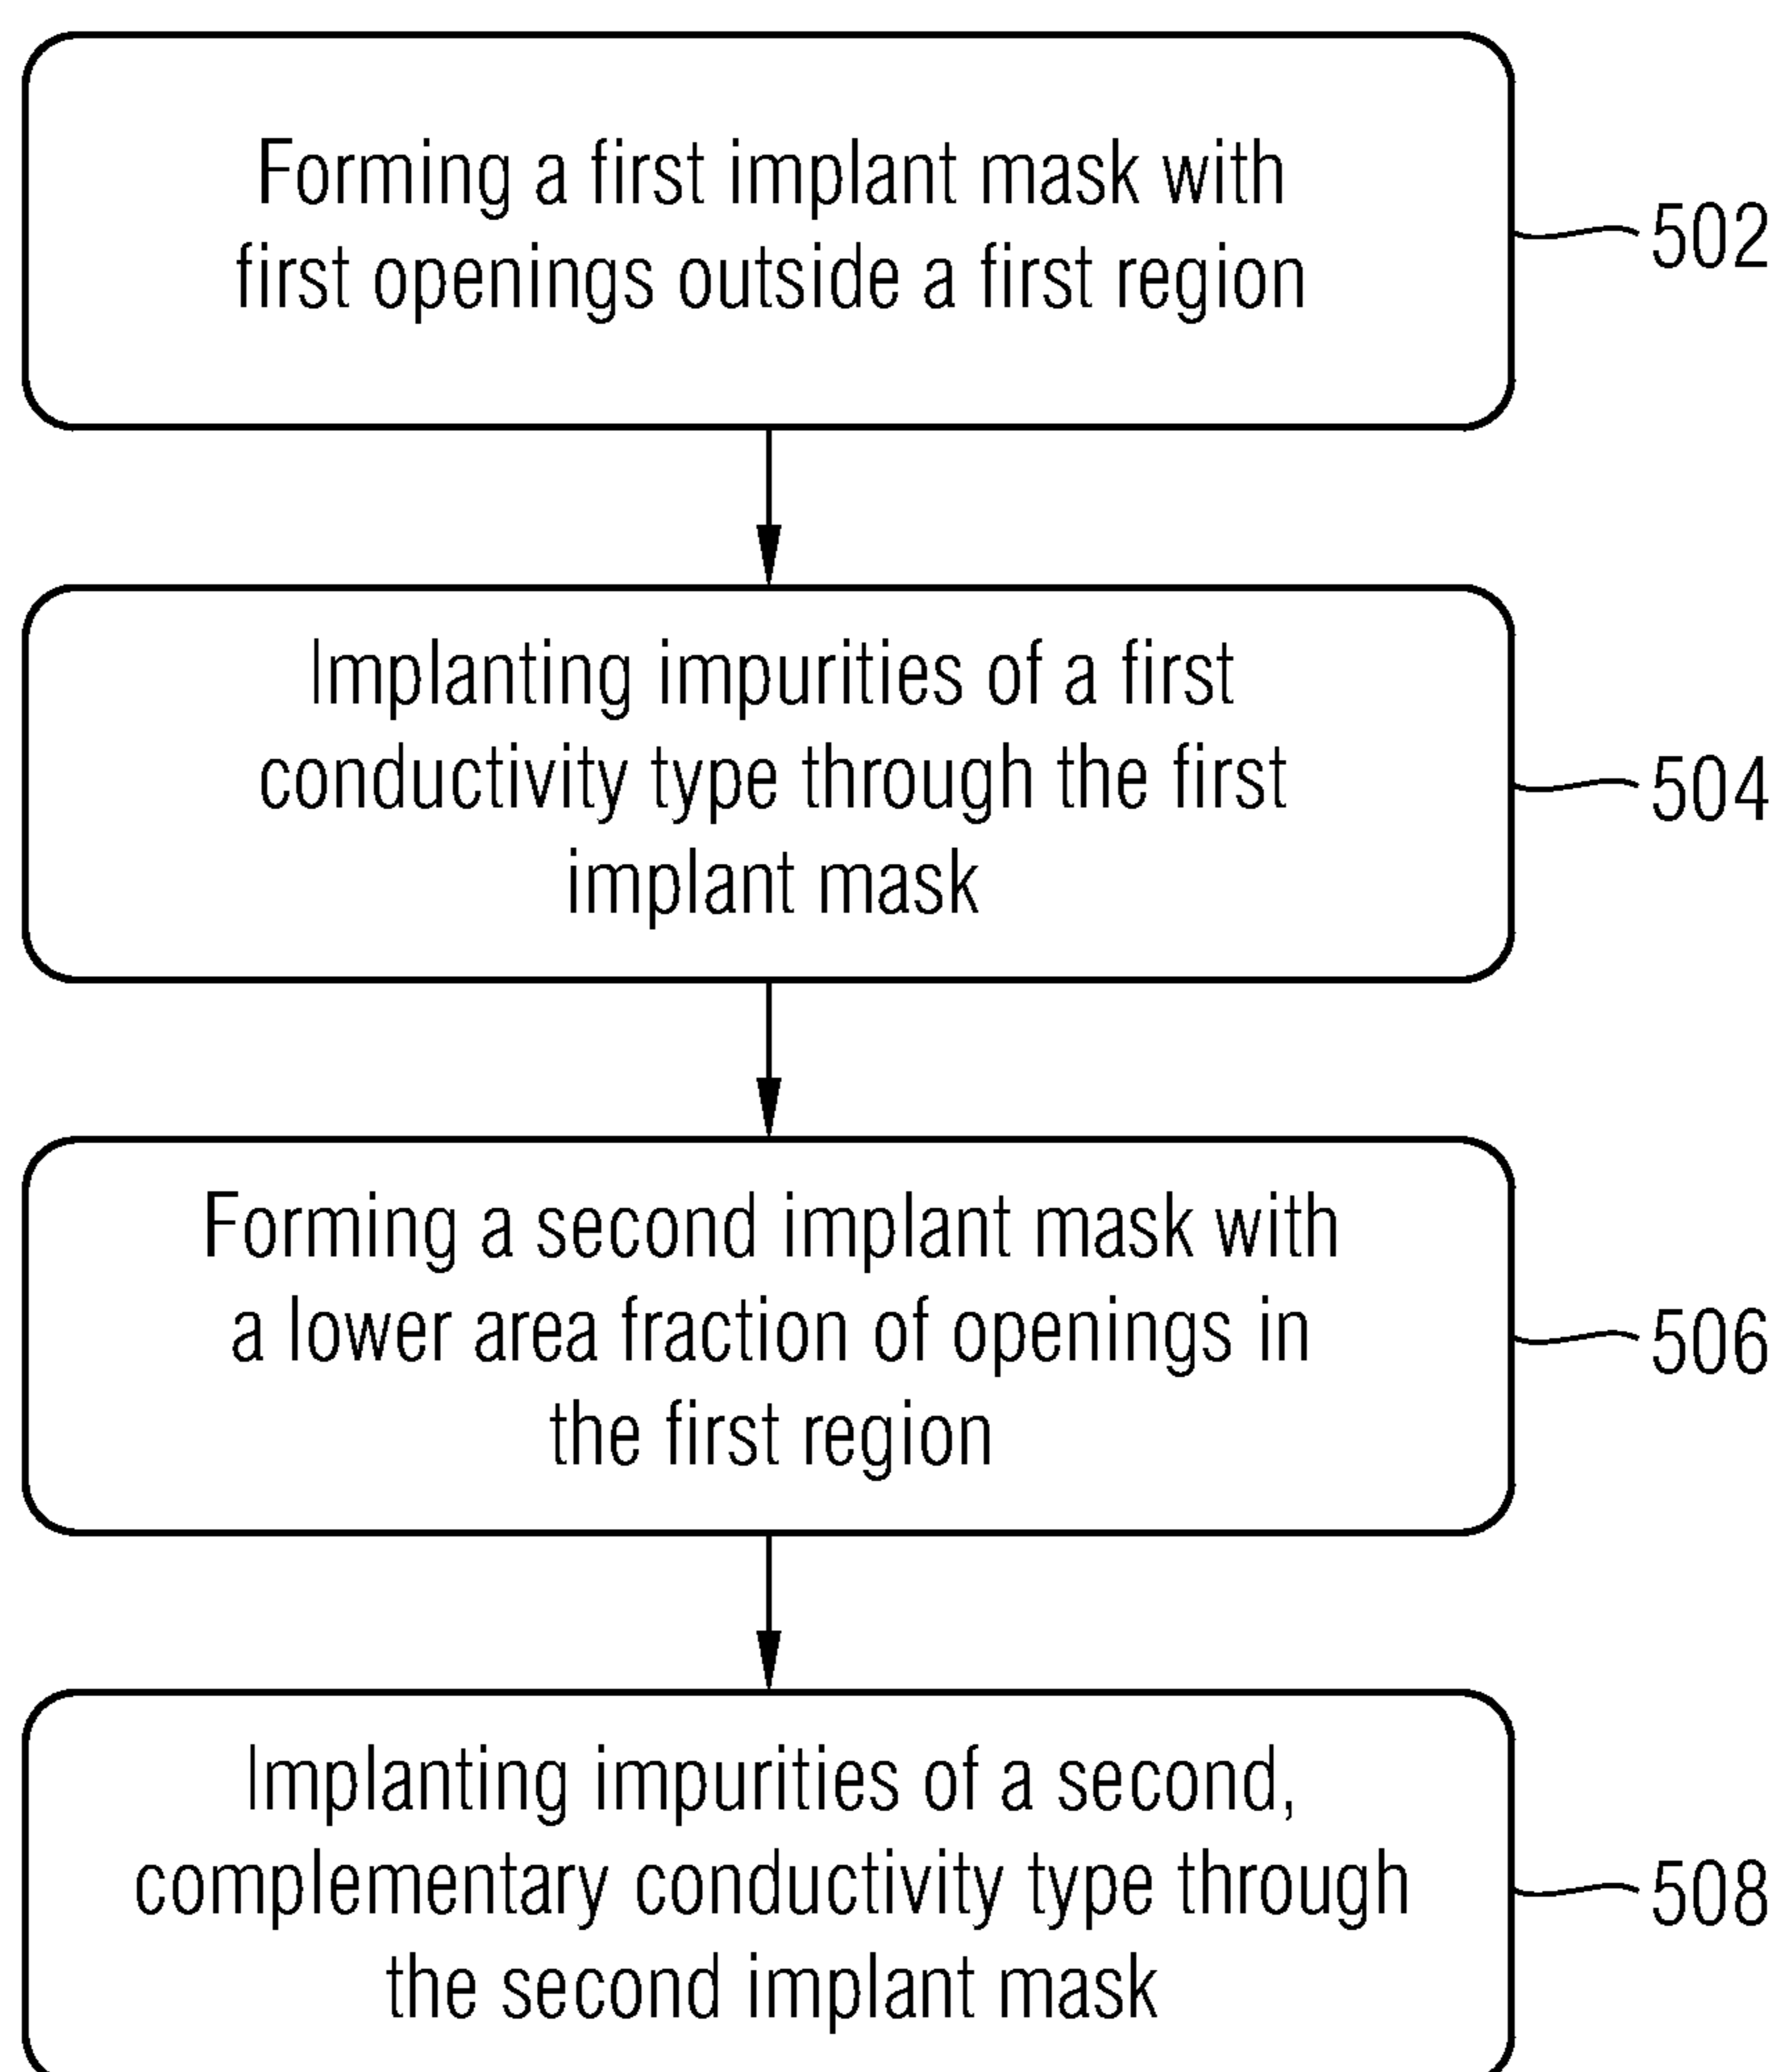 Forming a first implant mask with
first openings outside a first region
502
Implanting impurities of a first
conductivity type through the first
implant mask
504
Forming a second implant mask with
a lower area fraction of openings in
the first region
506
Implanting impurities of a second,
complementary conductivity type through
the second implant mask
508